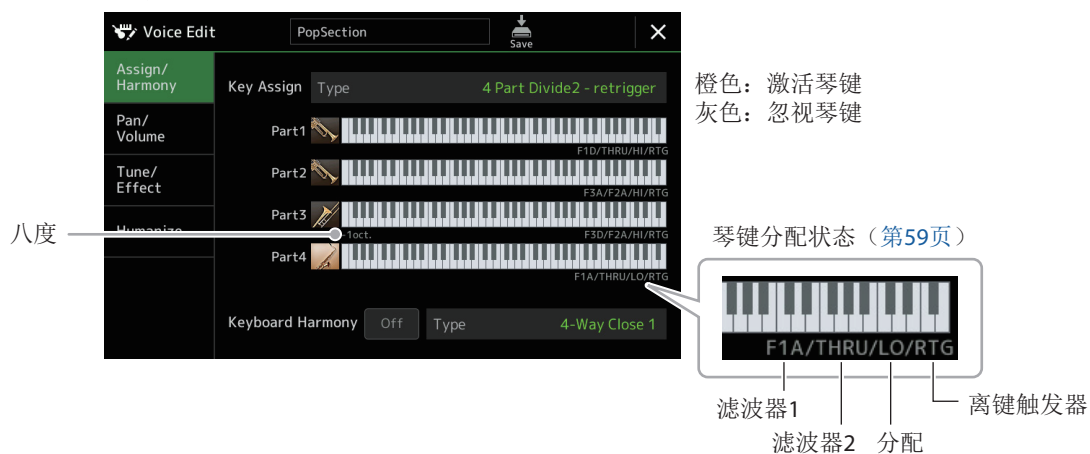 Voice Edit
PopSection
Save
Assign/
Harmony
Pan/
Volume
Tune/
Effect
Humanize
Key Assign Type 4 Part Divide2 - retrigger
Part1
F1D/THRU/HI/RTG
Part2
F3A/F2A/HI/RTG
Part3
-1oct. F3D/F2A/HI/RTG
Part4
F1A/THRU/LO/RTG
Keyboard Harmony Off Type 4-Way Close 1
八度
橙色：激活琴键
灰色：忽视琴键
琴键分配状态（第59页）
F1A/THRU/LO/RTG
滤波器1
滤波器2
分配
离键触发器